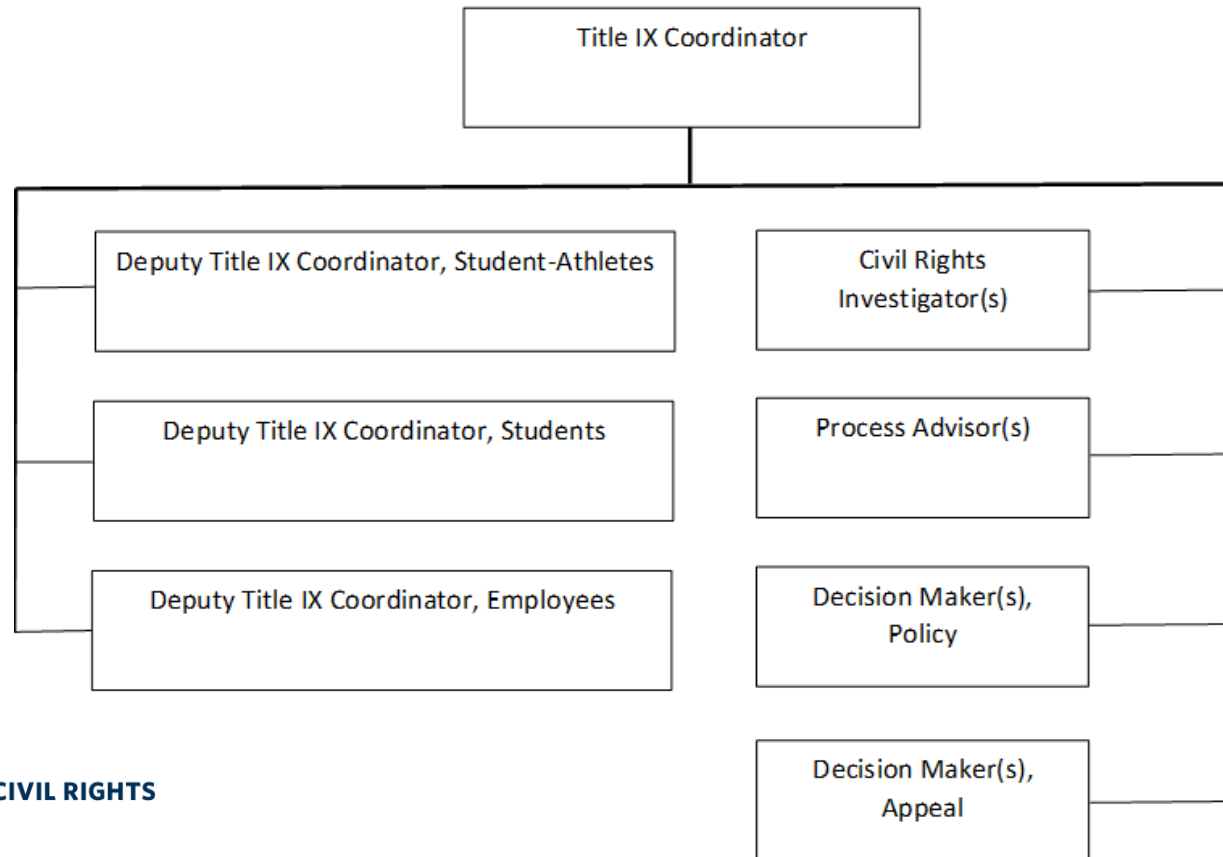 Title IX Coordinator
Deputy Title IX Coordinator, Student-Athletes
Deputy Title IX Coordinator, Students
Deputy Title IX Coordinator, Employees
Civil Rights
Investigator(s)
Process Advisor(s)
Decision Maker(s),
Policy
Decision Maker(s),
Appeal
CIVIL RIGHTS